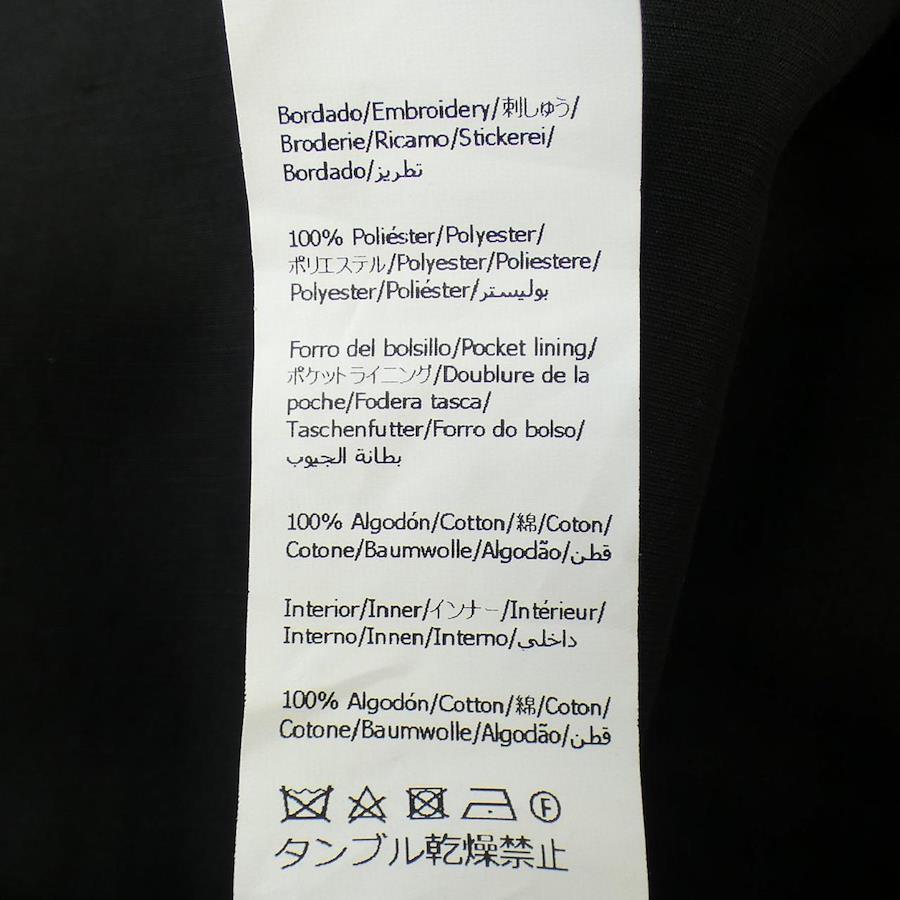 Bordado/Embroidery/刺しゅう/
Broderie/Ricamo/Stickerei/
Bordado/تطريز
100% Poliéster/Polyester/
ポリエステル/Polyester/Poliestere/
Polyester/Poliéster/بوليستر
Forro del bolsillo/Pocket lining/
ポケットライニング/Doublure de la
poche/Fodera tasca/
Taschenfutter/Forro do bolso/
بطانة الجيوب
100% Algodón/Cotton/綿/Coton/
Cotone/Baumwolle/Algodão/قطن
Interior/Inner/インナー/Intérieur/
Interno/Innen/Interno/داخلي
100% Algodón/Cotton/綿/Coton/
Cotone/Baumwolle/Algodão/قطن
F
タンブル乾燥禁止